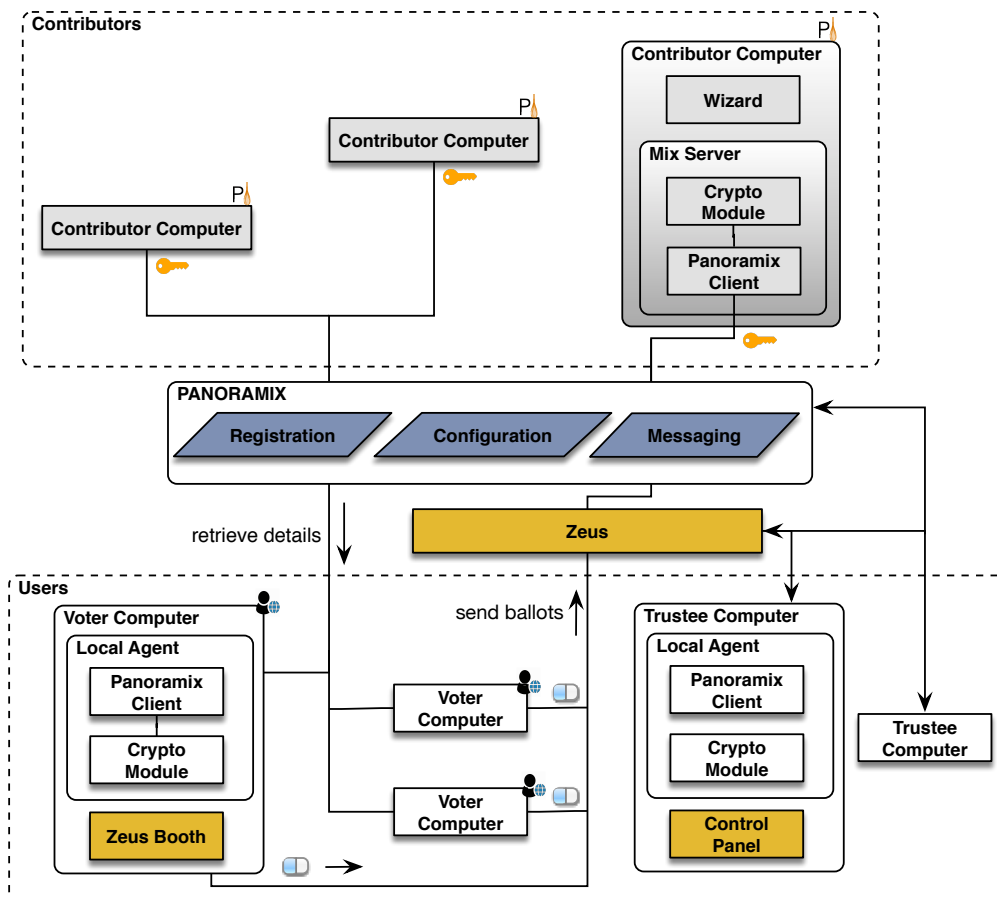 Contributors
P
Contributor Computer
Wizard
Mix Server
Crypto
Module
Panoramix
Client
P
Contributor Computer
P
Contributor Computer
PANORAMIX
Registration
Configuration
Messaging
retrieve details
Zeus
Users
send ballots
Voter Computer
Local Agent
Panoramix
Client
Crypto
Module
Zeus Booth
Voter
Computer
Voter
Computer
Trustee Computer
Local Agent
Panoramix
Client
Crypto
Module
Control
Panel
Trustee
Computer